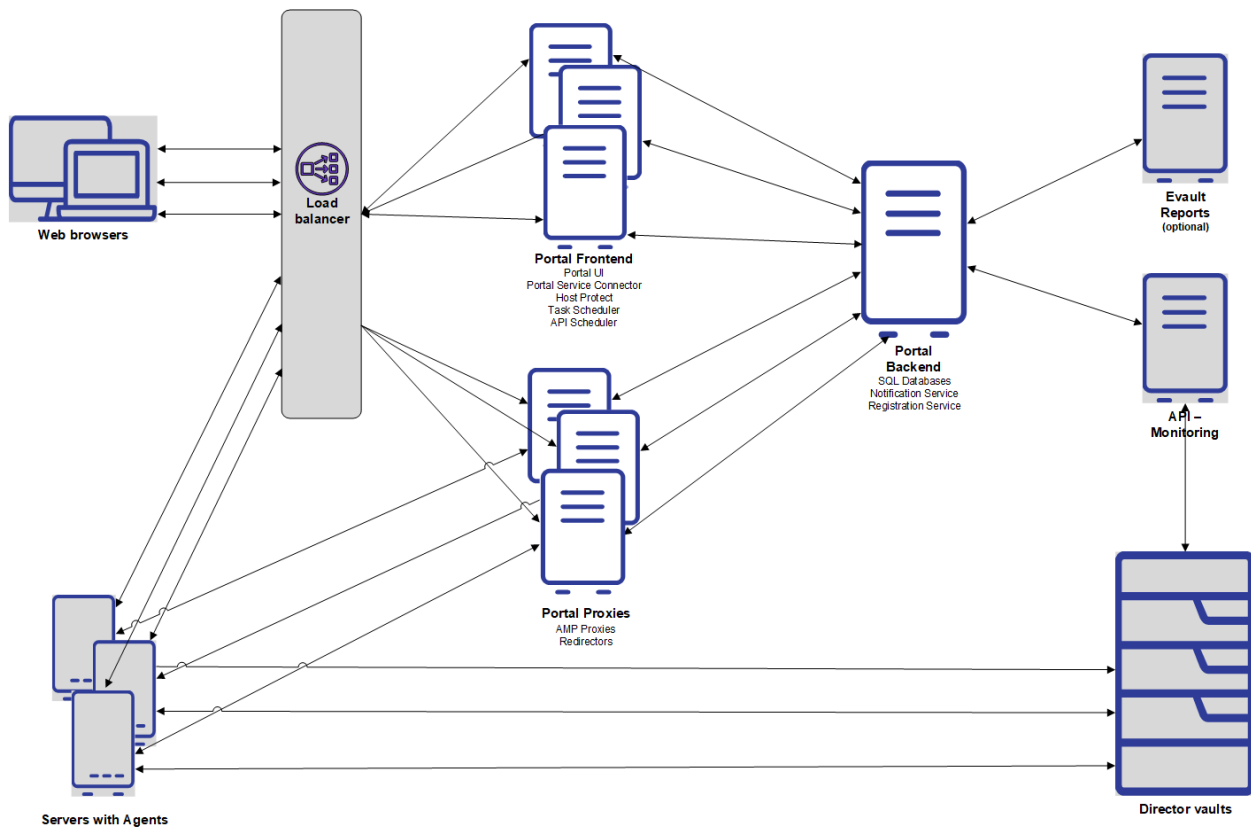 Web browsers
Load
balancer
Portal Frontend
Portal UI
Portal Service Connector
Host Protect
Task Scheduler
API Scheduler
Portal
Backend
SQL Databases
Notification Service
Registration Service
Evault
Reports
(optional)
API –
Monitoring
Portal Proxies
AMP Proxies
Redirectors
Servers with Agents
Director vaults